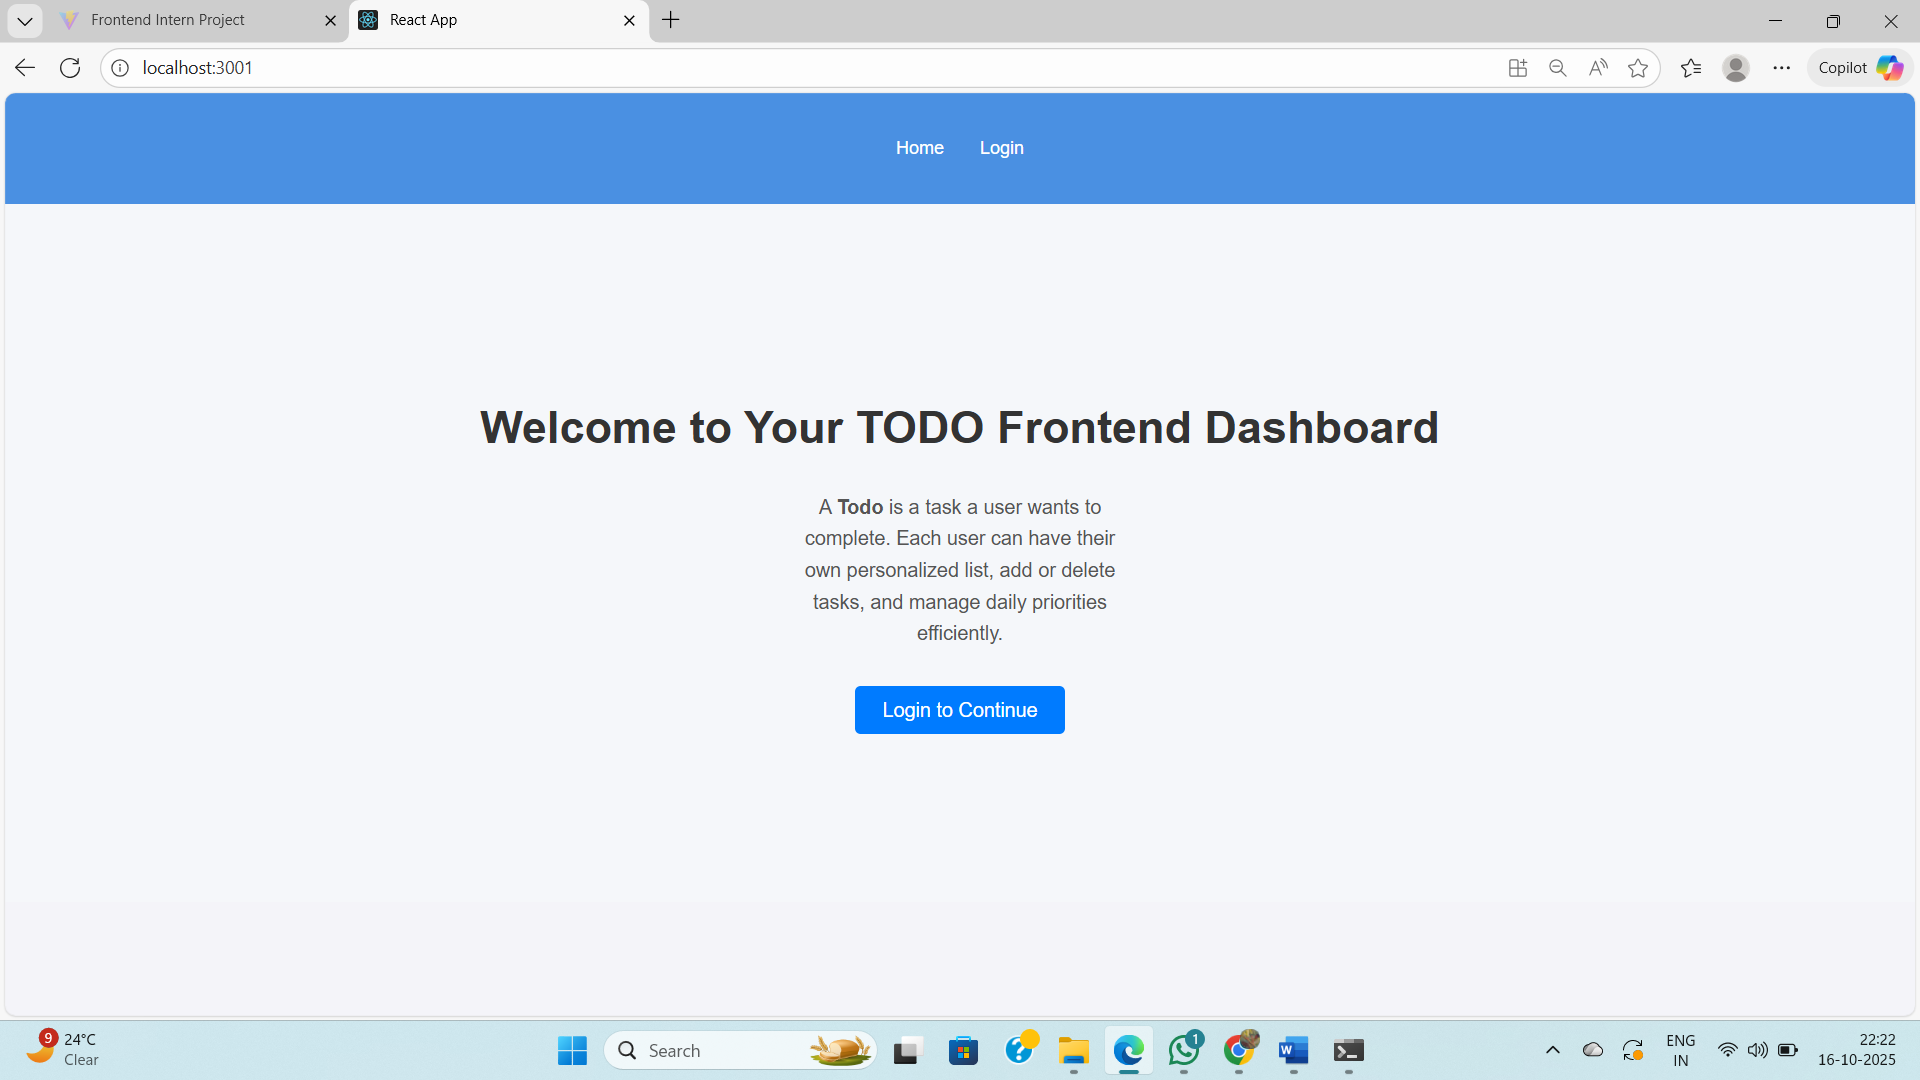 Frontend Intern Project
React App
localhost:3001
Copilot
Home Login
Welcome to Your TODO Frontend Dashboard
A Todo is a task a user wants to
complete. Each user can have their
own personalized list, add or delete
tasks, and manage daily priorities
efficiently.
Login to Continue
9
24°C
Clear
Search
1
ENG
IN
22:22
16-10-2025